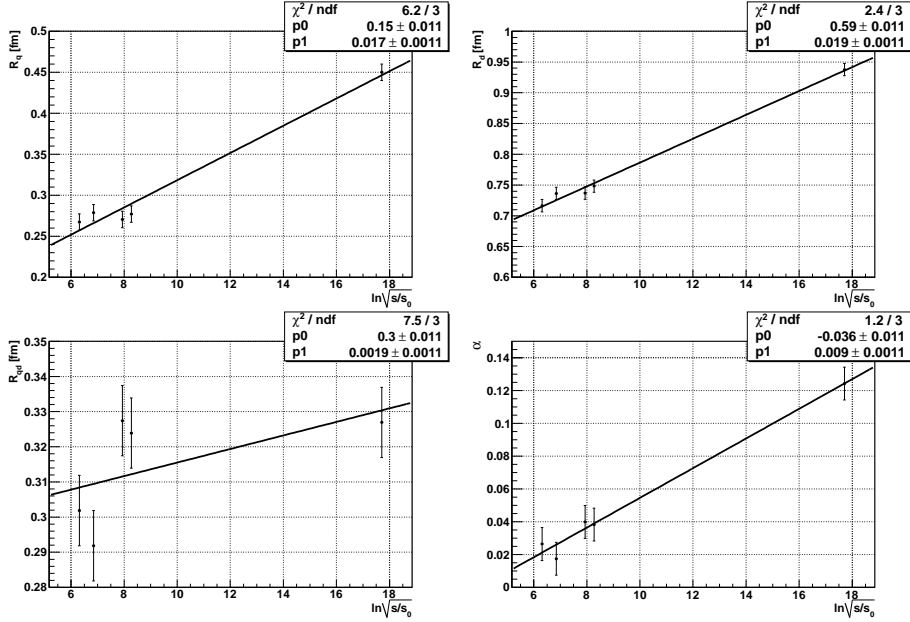 χ² / ndf 6.2 / 3
p0 0.15 ± 0.011
p1 0.017 ± 0.0011
R_q [fm]
0.5
0.45
0.4
0.35
0.3
0.25
0.2
6 8 10 12 14 16 18
ln√s/s₀
χ² / ndf 2.4 / 3
p0 0.59 ± 0.011
p1 0.019 ± 0.0011
R_d [fm]
1
0.95
0.9
0.85
0.8
0.75
0.7
0.65
0.6
6 8 10 12 14 16 18
ln√s/s₀
χ² / ndf 7.5 / 3
p0 0.3 ± 0.011
p1 0.0019 ± 0.0011
R_qd [fm]
0.35
0.34
0.33
0.32
0.31
0.3
0.29
0.28
6 8 10 12 14 16 18
ln√s/s₀
χ² / ndf 1.2 / 3
p0 -0.036 ± 0.011
p1 0.009 ± 0.0011
α
0.14
0.12
0.1
0.08
0.06
0.04
0.02
0
6 8 10 12 14 16 18
ln√s/s₀